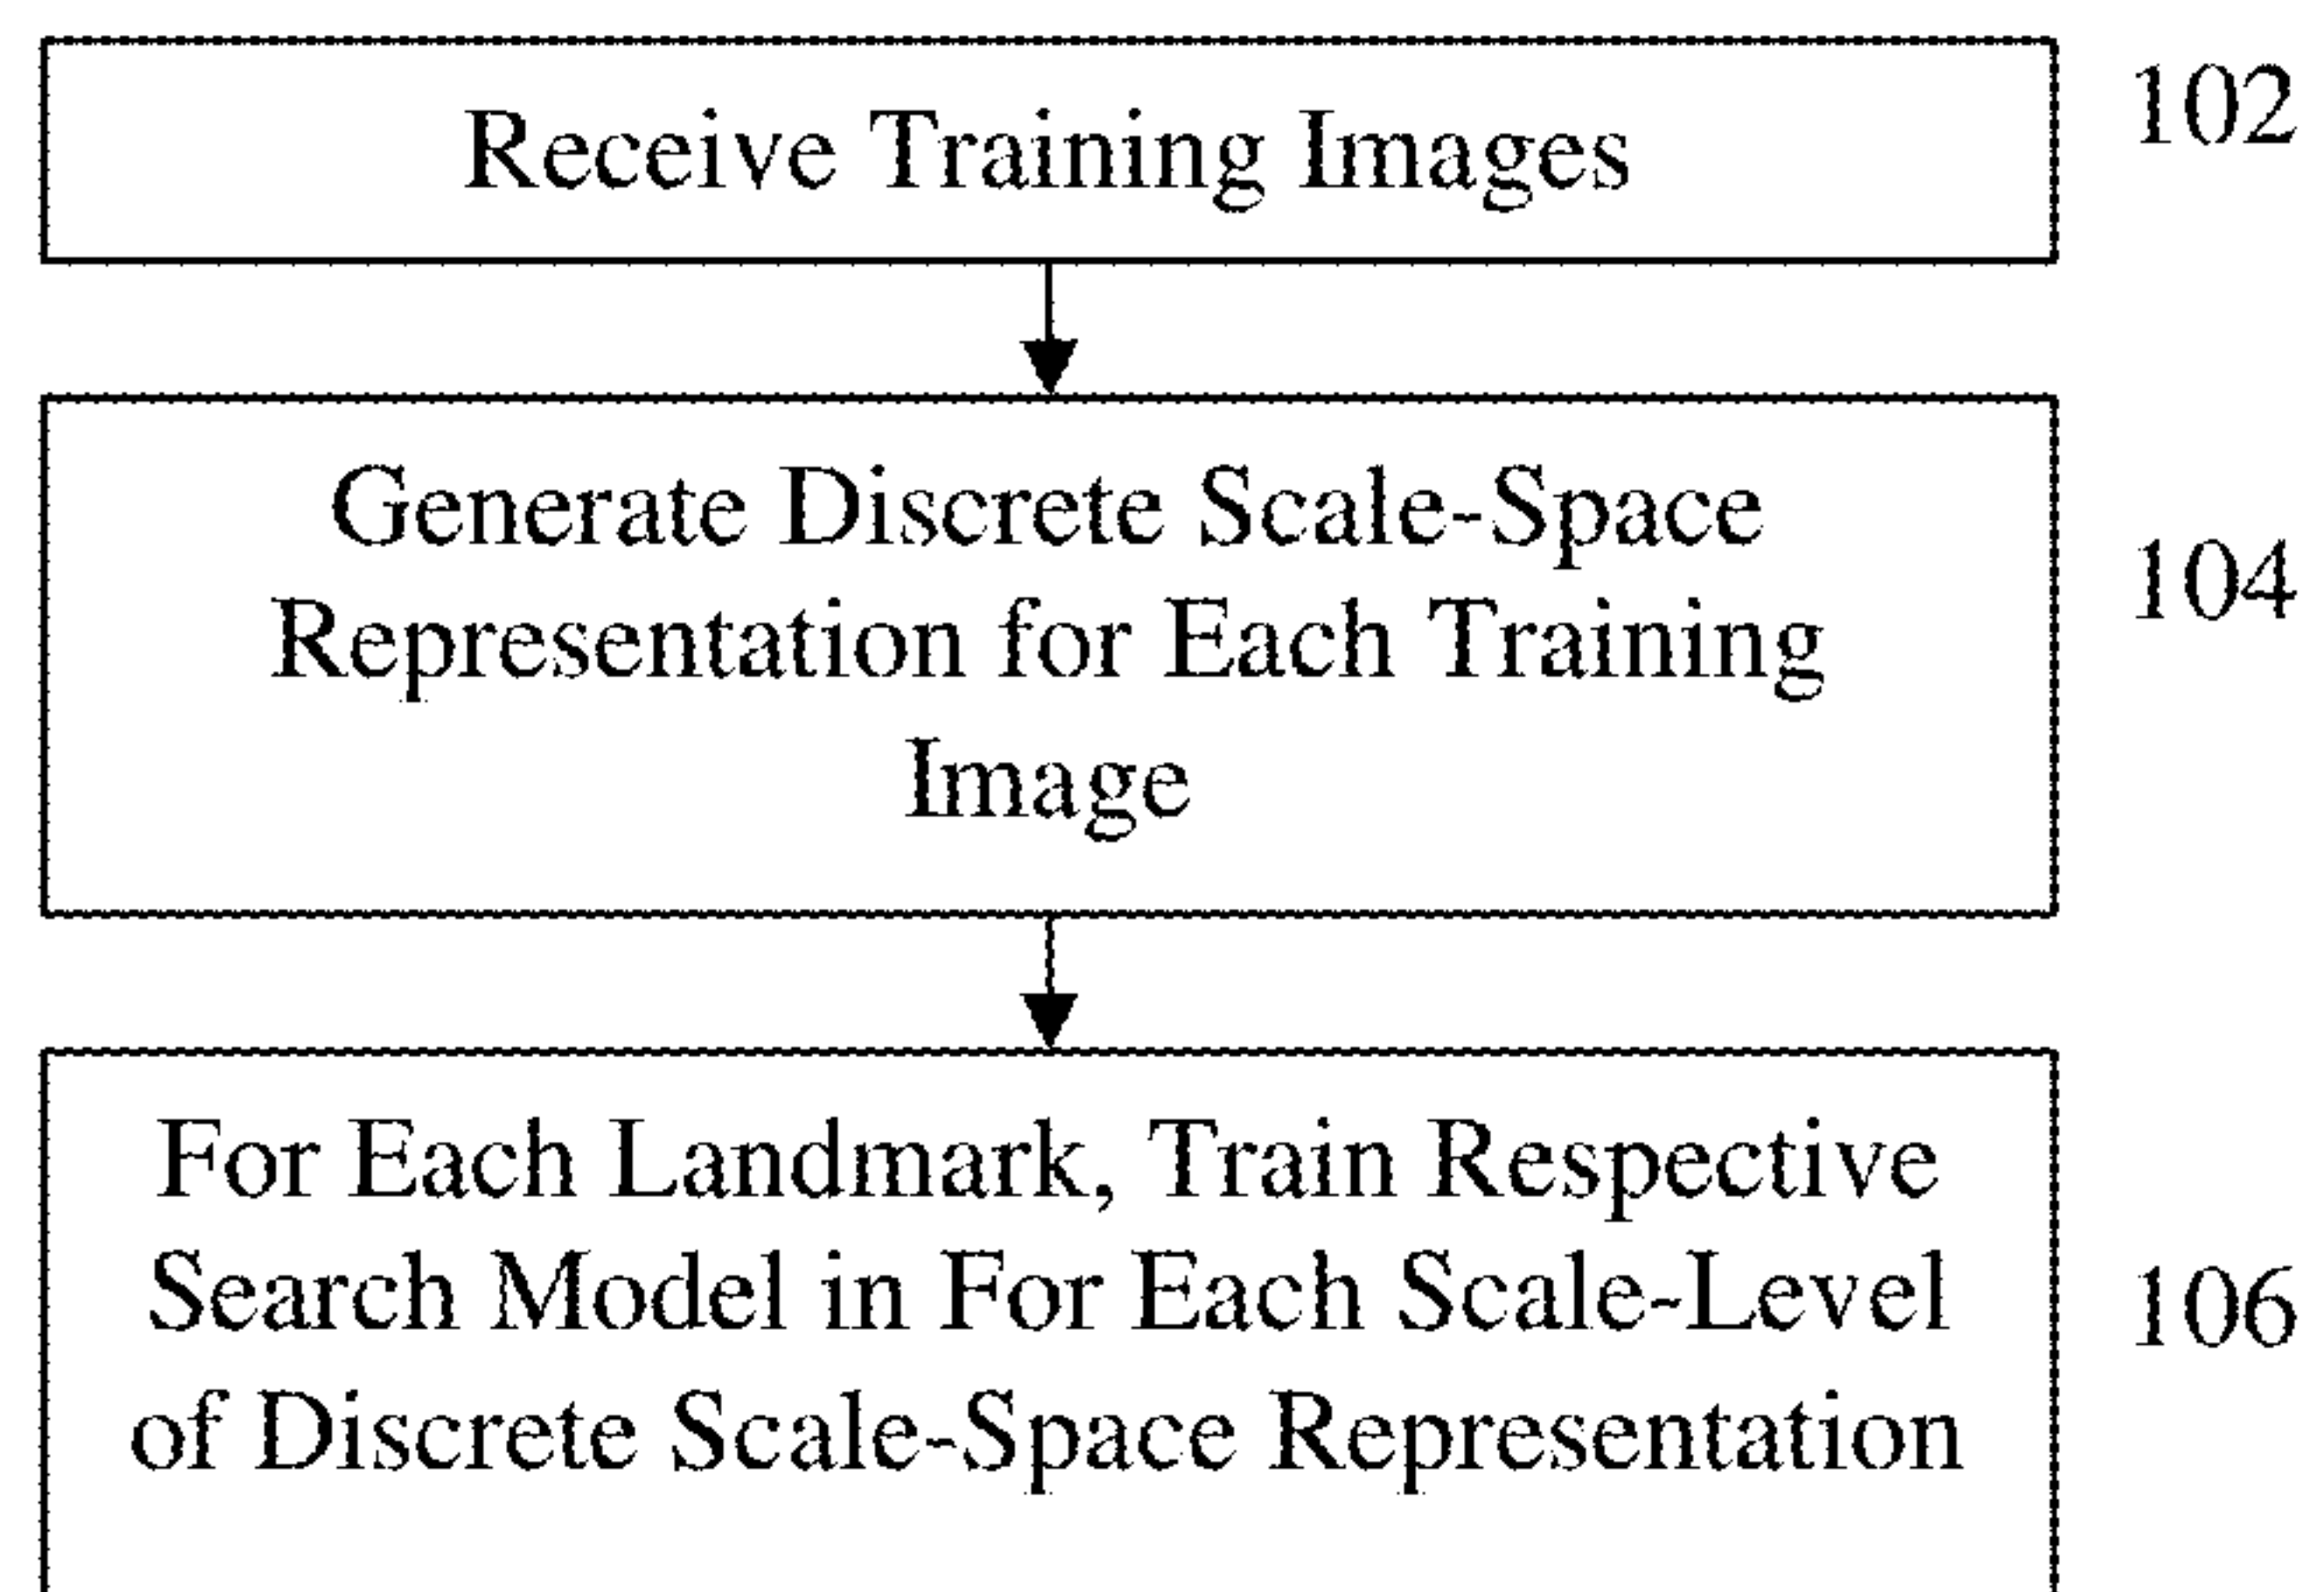 Receive Training Images
102
Generate Discrete Scale-Space
Representation for Each Training
Image
104
For Each Landmark, Train Respective
Search Model in For Each Scale-Level
of Discrete Scale-Space Representation
106